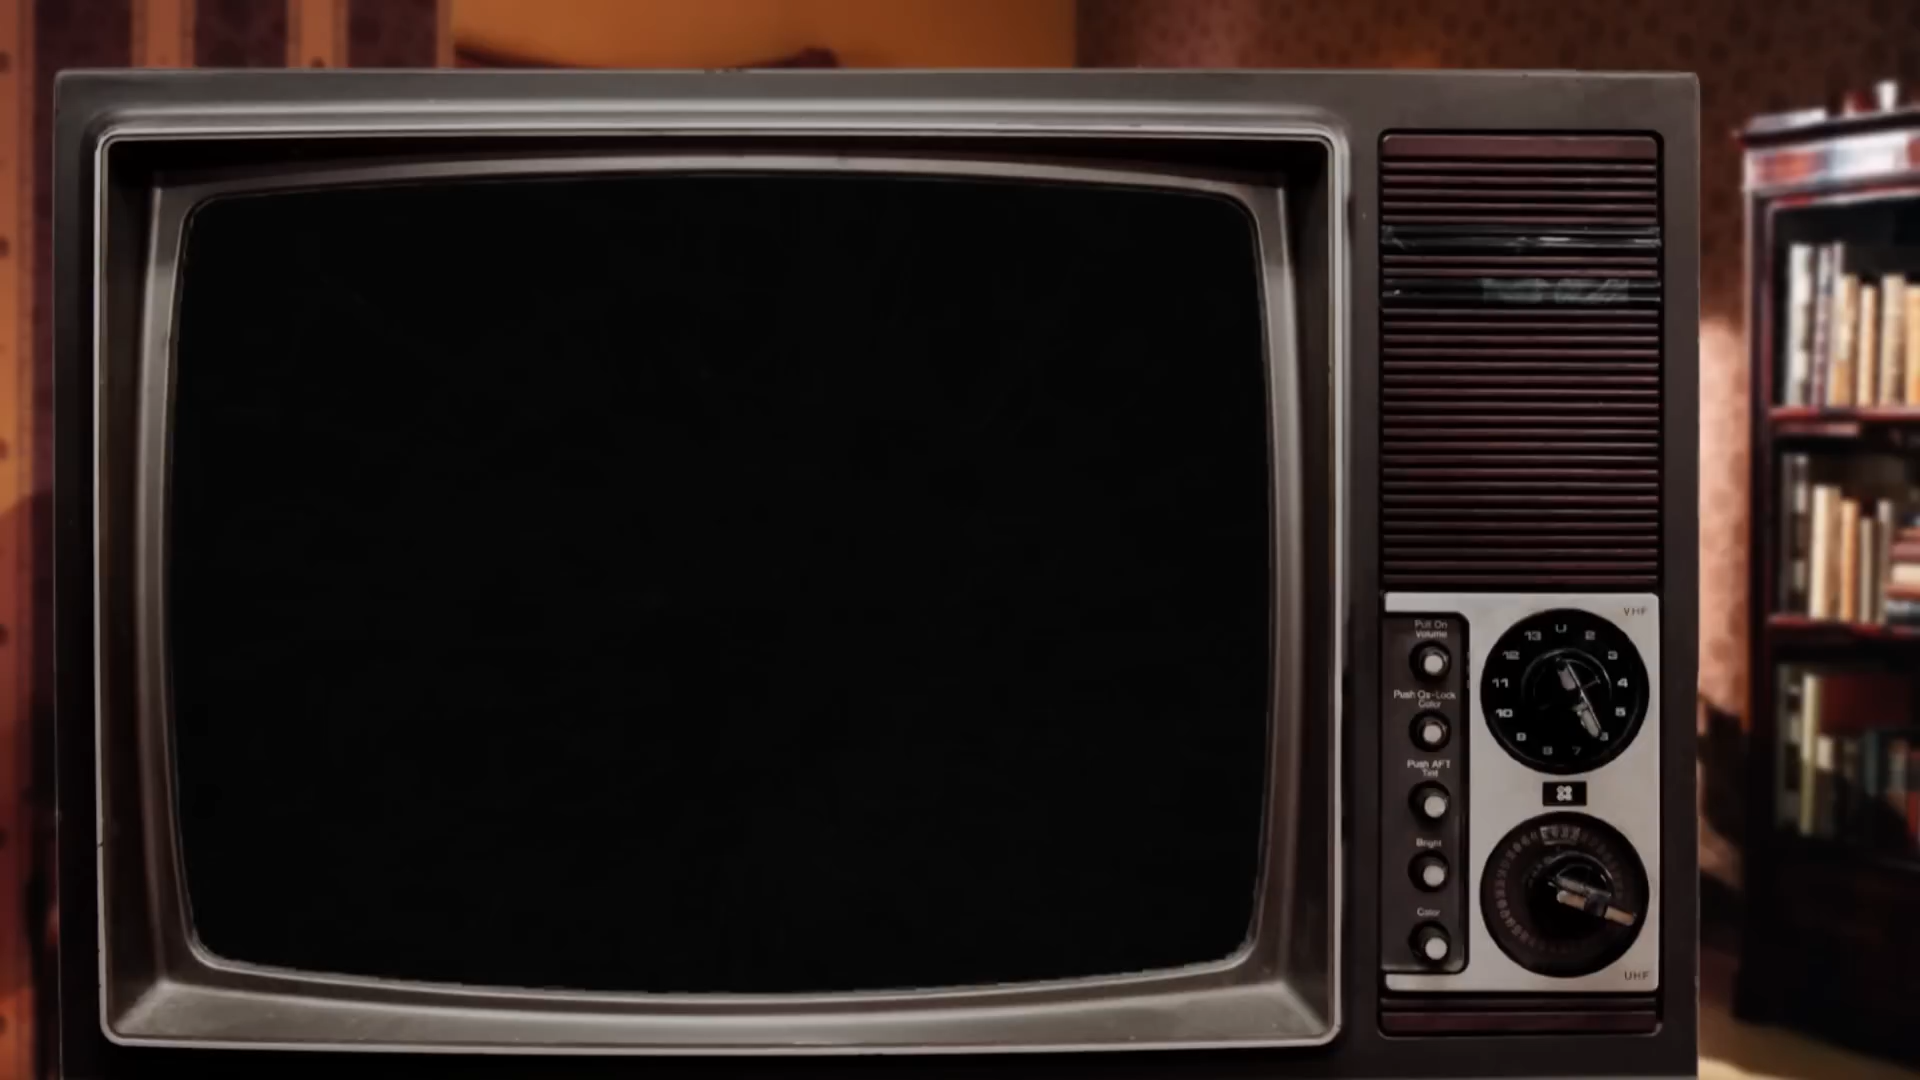 VHF
Pull On
Volume
Push On-Lock
Color
Push AFT
Tint
Bright
Color
U
2
3
4
5
7
8
9
10
11
12
13
UHF